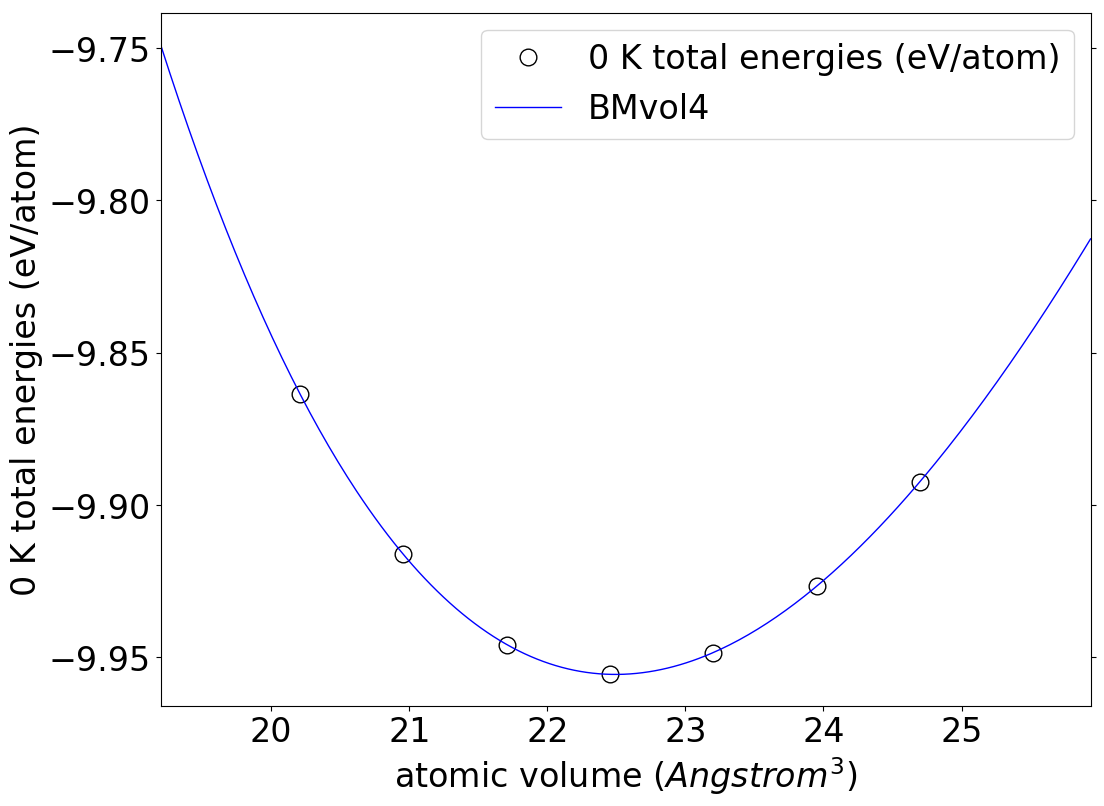 0 K total energies (eV/atom)
BMvol4
0 K total energies (eV/atom)
−9.75
−9.80
−9.85
−9.90
−9.95
20 21 22 23 24 25
atomic volume (Angstrom³)